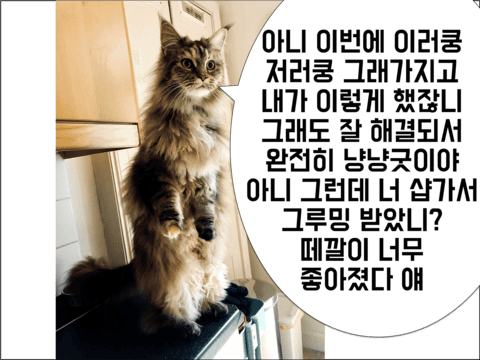 아니 이번에 이러쿵
저러쿵 그래가지고
내가 이렇게 했잖니
그래도 잘 해결되서
완전히 냥냥굿이야
아니 그런데 너 샵가서
그루밍 받았니?
떼깔이 너무
좋아졌다 얘